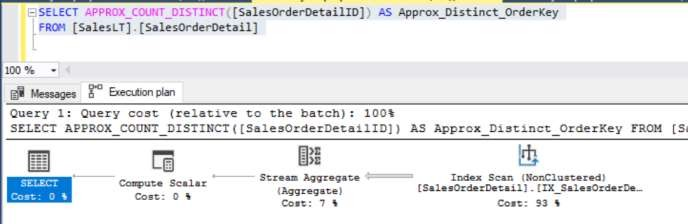 SELECT APPROX_COUNT_DISTINCT([SalesOrderDetailID]) AS Approx_Distinct_OrderKey
FROM [SalesLT].[SalesOrderDetail]
100 %
Messages Execution plan
Query 1: Query cost (relative to the batch): 100%
SELECT APPROX_COUNT_DISTINCT([SalesOrderDetailID]) AS Approx_Distinct_OrderKey FROM [Sa
SELECT
Cost: 0 %
Compute Scalar
Cost: 0 %
Stream Aggregate
(Aggregate)
Cost: 7 %
Index Scan (NonClustered)
[SalesOrderDetail].[IX_SalesOrderDe…
Cost: 93 %